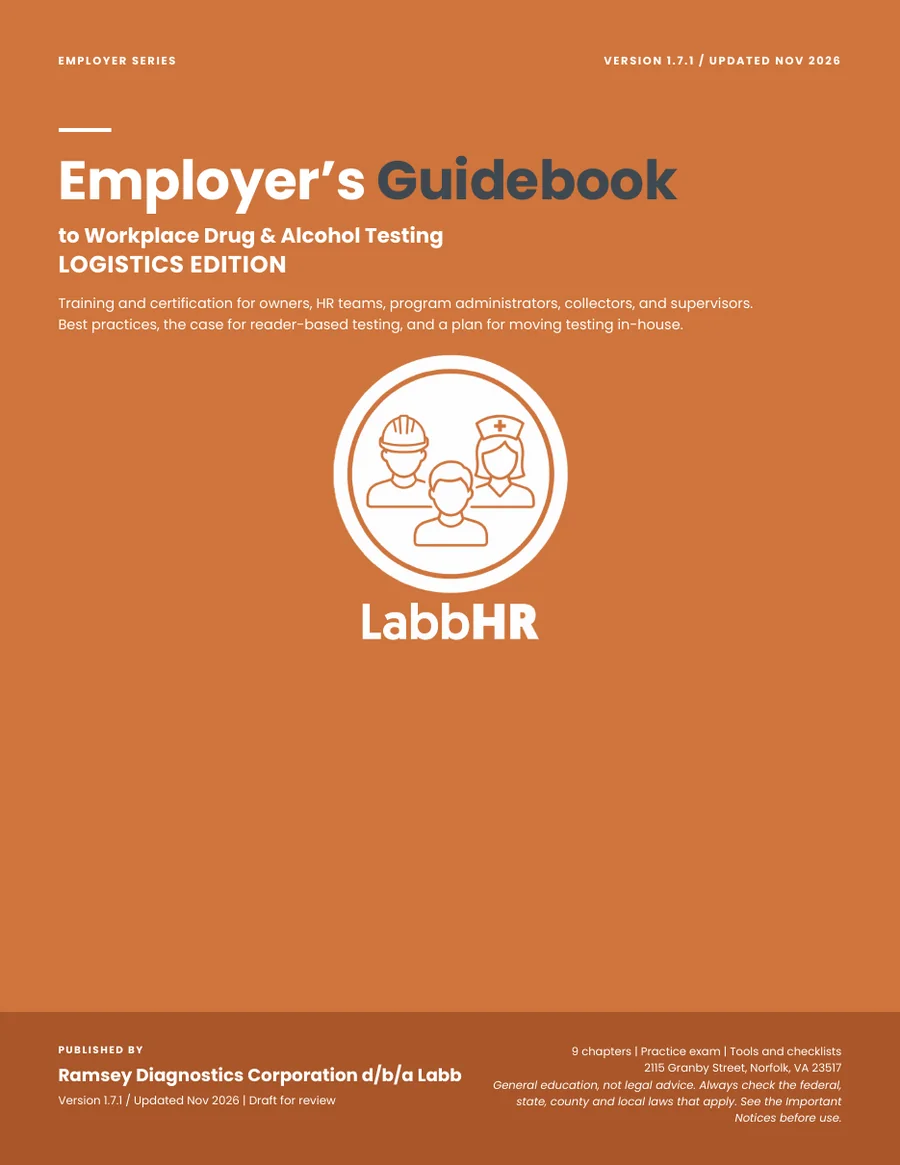 EMPLOYER SERIES
VERSION 1.7.1 / UPDATED NOV 2026
Employer’s Guidebook
to Workplace Drug & Alcohol Testing
LOGISTICS EDITION
Training and certification for owners, HR teams, program administrators, collectors, and supervisors.
Best practices, the case for reader-based testing, and a plan for moving testing in-house.
LabbHR
PUBLISHED BY
Ramsey Diagnostics Corporation d/b/a Labb
Version 1.7.1 / Updated Nov 2026 | Draft for review
9 chapters | Practice exam | Tools and checklists
2115 Granby Street, Norfolk, VA 23517
General education, not legal advice. Always check the federal,
state, county and local laws that apply. See the Important
Notices before use.